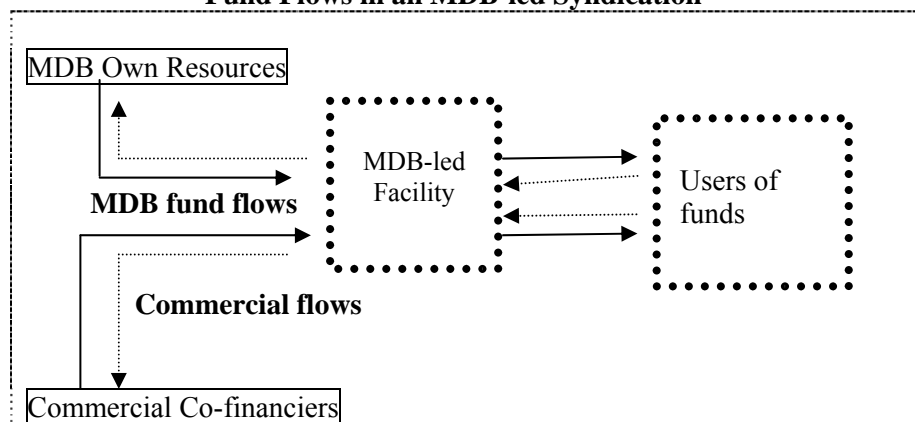 Fund Flows in an MDB-led Syndication
MDB Own Resources
MDB-led
Facility
Users of
funds
MDB fund flows
Commercial flows
Commercial Co-financiers